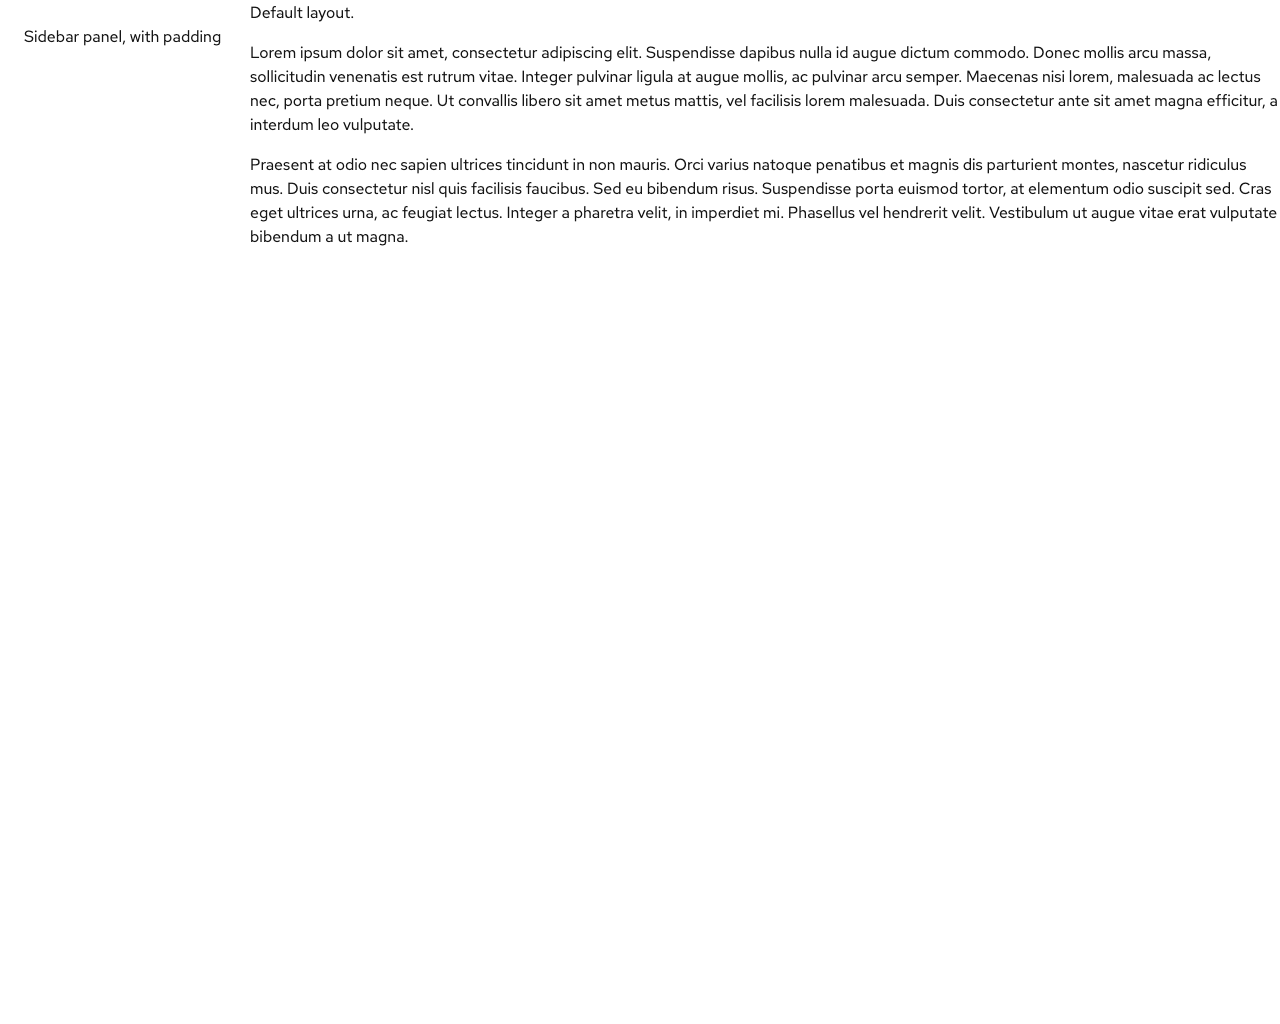 Sidebar panel, with padding
Default layout.
Lorem ipsum dolor sit amet, consectetur adipiscing elit. Suspendisse dapibus nulla id augue dictum commodo. Donec mollis arcu massa,
sollicitudin venenatis est rutrum vitae. Integer pulvinar ligula at augue mollis, ac pulvinar arcu semper. Maecenas nisi lorem, malesuada ac lectus
nec, porta pretium neque. Ut convallis libero sit amet metus mattis, vel facilisis lorem malesuada. Duis consectetur ante sit amet magna efficitur, a
interdum leo vulputate.
Praesent at odio nec sapien ultrices tincidunt in non mauris. Orci varius natoque penatibus et magnis dis parturient montes, nascetur ridiculus
mus. Duis consectetur nisl quis facilisis faucibus. Sed eu bibendum risus. Suspendisse porta euismod tortor, at elementum odio suscipit sed. Cras
eget ultrices urna, ac feugiat lectus. Integer a pharetra velit, in imperdiet mi. Phasellus vel hendrerit velit. Vestibulum ut augue vitae erat vulputate
bibendum a ut magna.